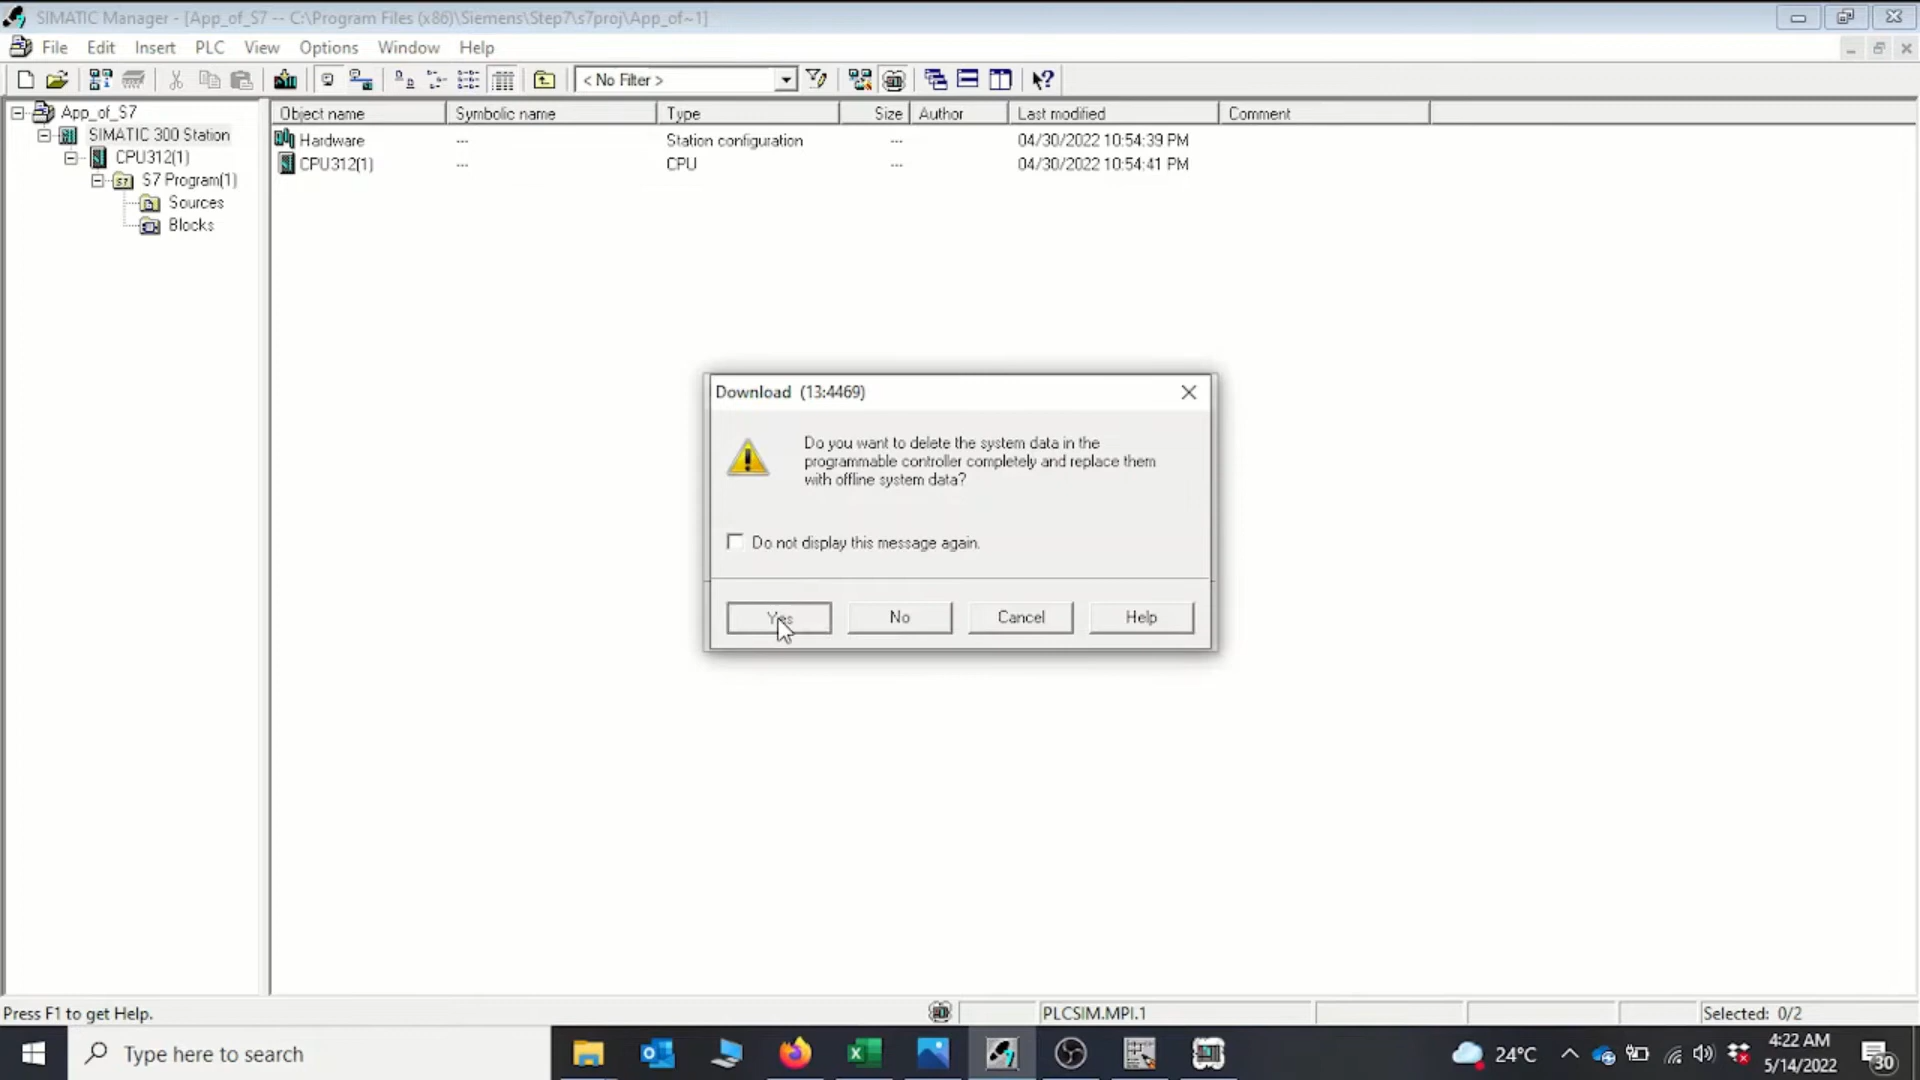 SIMATIC Manager - [App_of_S7 -- C:\Program Files (x86)\Siemens\Step7\s7proj\App_of~1]
File Edit Insert PLC View Options Window Help
< No Filter >
App_of_S7
SIMATIC 300 Station
CPU312(1)
S7 Program(1)
Sources
Blocks
Object name Symbolic name Type Size Author Last modified Comment
Hardware --- Station configuration --- 04/30/2022 10:54:39 PM
CPU312(1) --- CPU --- 04/30/2022 10:54:41 PM
Download (13:4469)
Do you want to delete the system data in the
programmable controller completely and replace them
with offline system data?
Do not display this message again.
Yes No Cancel Help
Press F1 to get Help. PLCSIM.MPI.1 Selected: 0/2
Type here to search 24°C 4:22 AM
5/14/2022 30